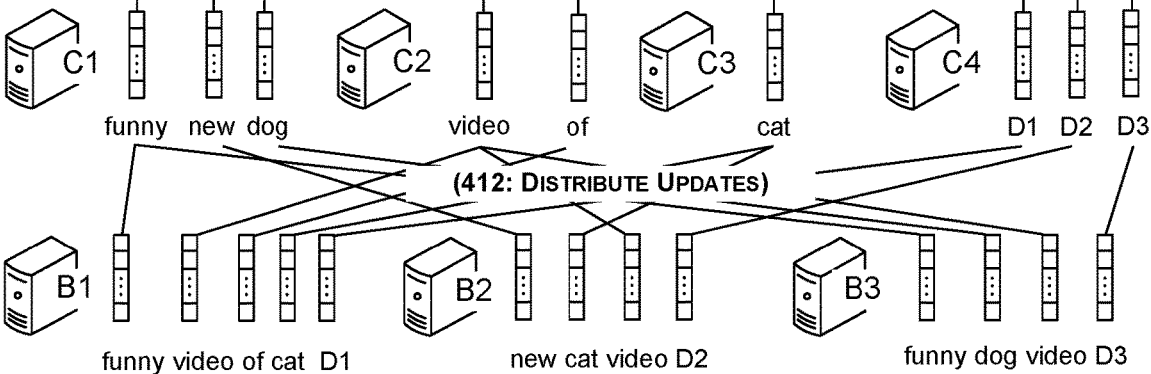 C1 C2 C3 C4
funny new dog video of cat D1 D2 D3
(412: DISTRIBUTE UPDATES)
B1 B2 B3
funny video of cat D1 new cat video D2 funny dog video D3